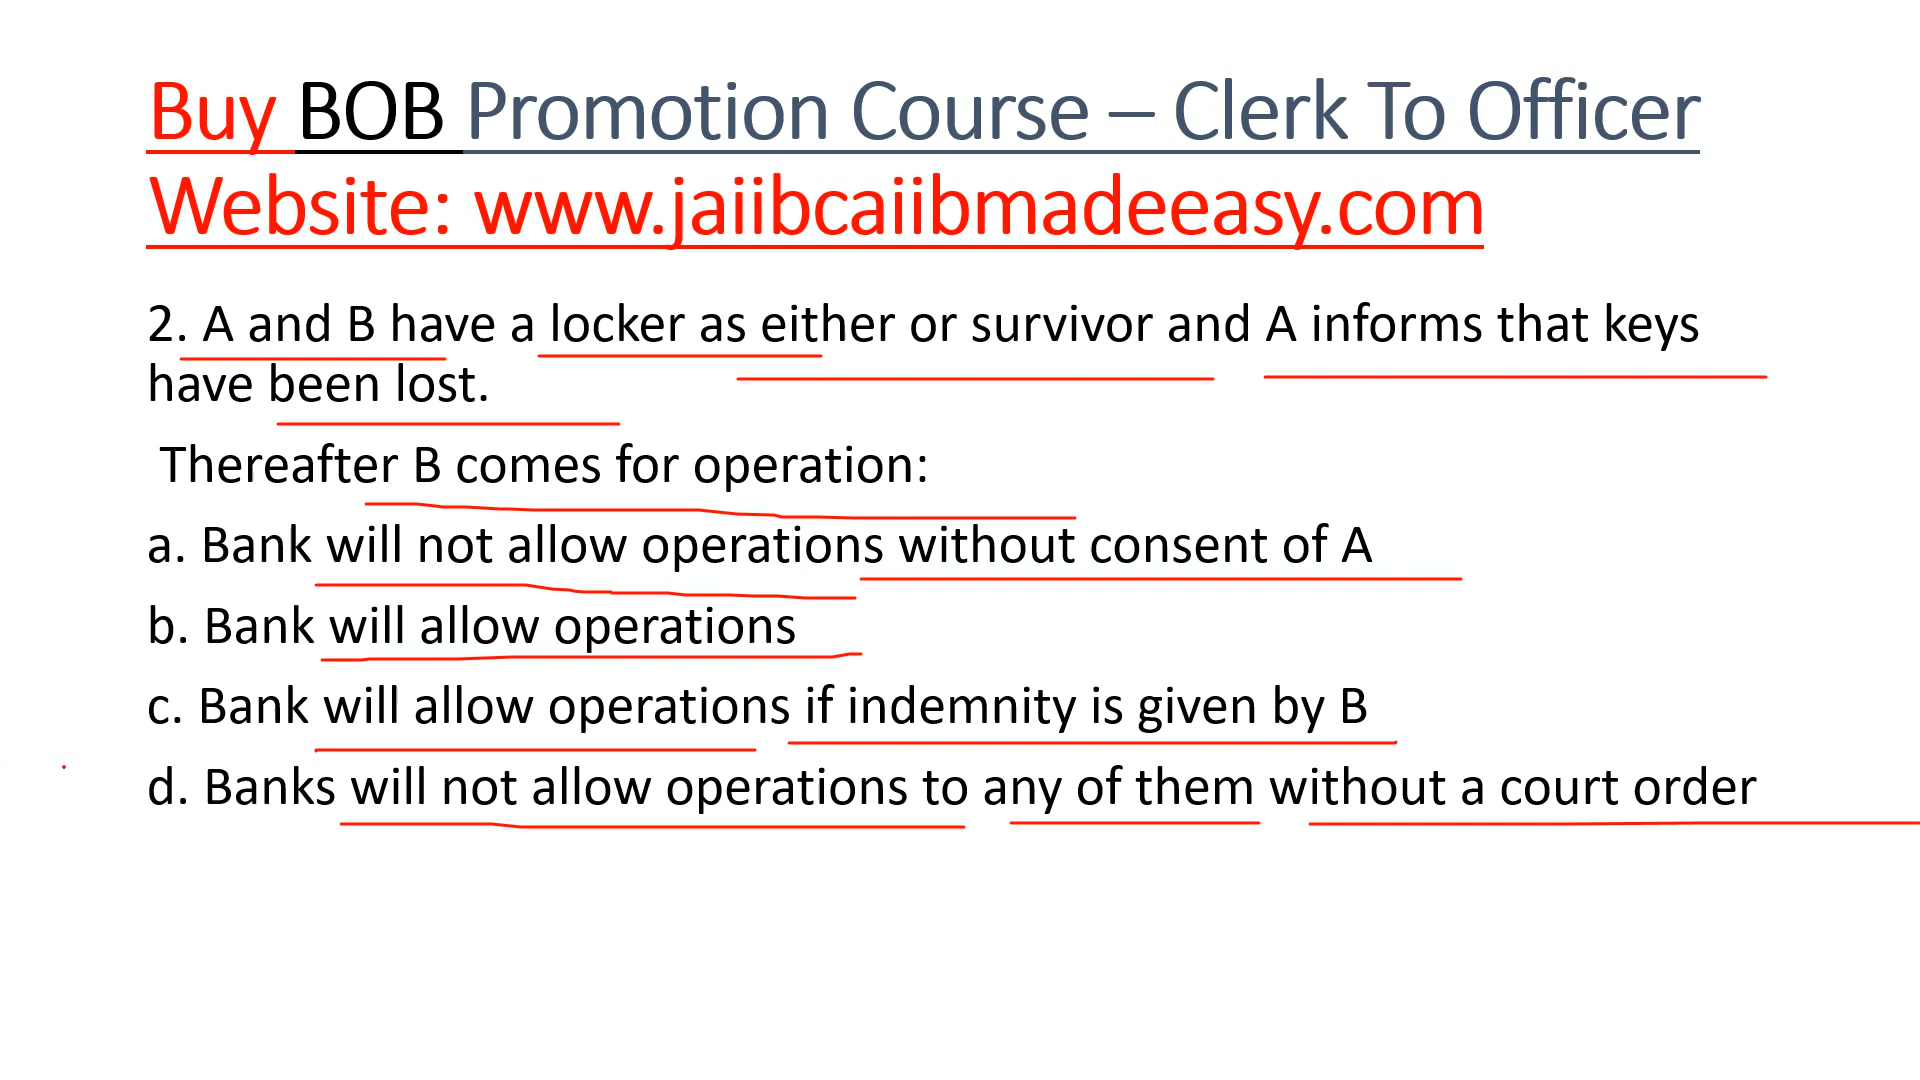 Buy BOB Promotion Course – Clerk To Officer
Website: www.jaiibcaiibmadeeasy.com
2. A and B have a locker as either or survivor and A informs that keys
have been lost.
Thereafter B comes for operation:
a. Bank will not allow operations without consent of A
b. Bank will allow operations
c. Bank will allow operations if indemnity is given by B
d. Banks will not allow operations to any of them without a court order